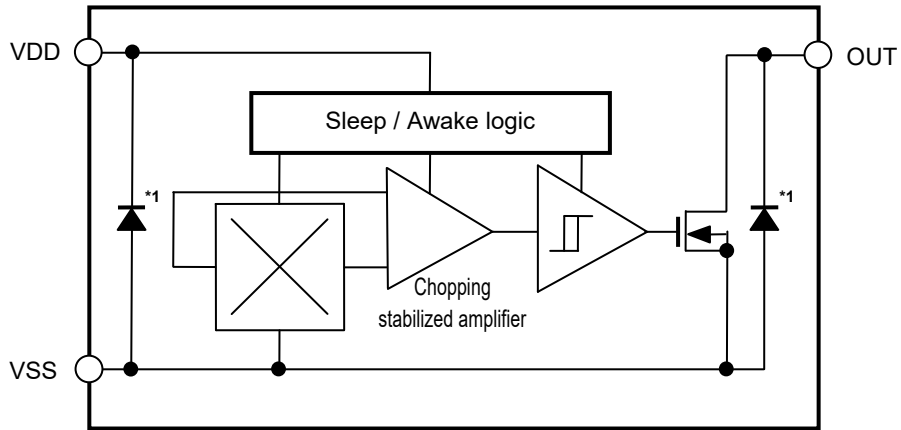 VDD
OUT
Sleep / Awake logic
*1
*1
Chopping
stabilized amplifier
VSS